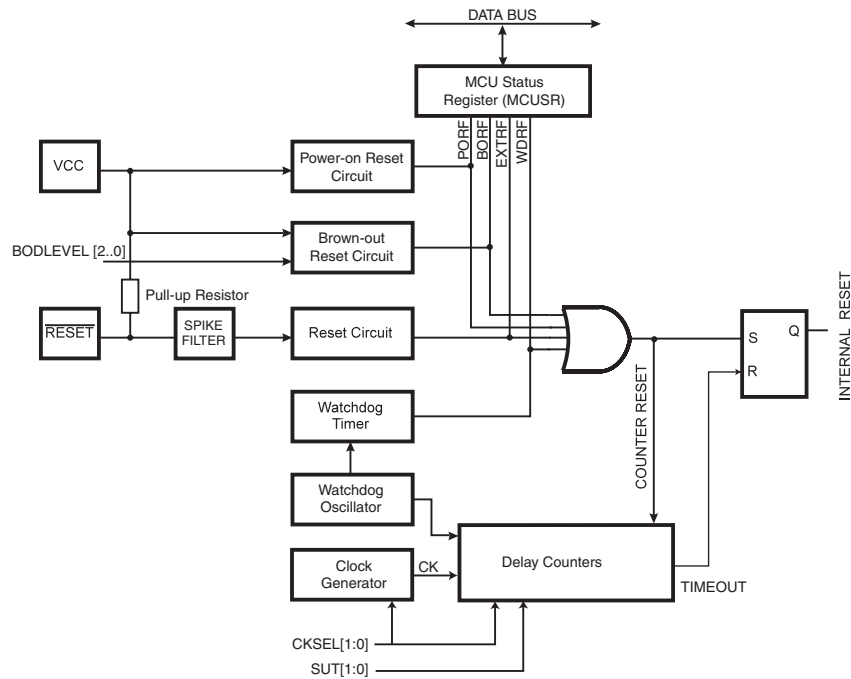 DATA BUS
MCU Status
Register (MCUSR)
PORF
BORF
EXTRF
WDRF
VCC
Power-on Reset
Circuit
BODLEVEL [2..0]
Brown-out
Reset Circuit
Pull-up Resistor
RESET
SPIKE
FILTER
Reset Circuit
S
Q
R
INTERNAL RESET
COUNTER RESET
Watchdog
Timer
Watchdog
Oscillator
Clock
Generator
CK
Delay Counters
TIMEOUT
CKSEL[1:0]
SUT[1:0]